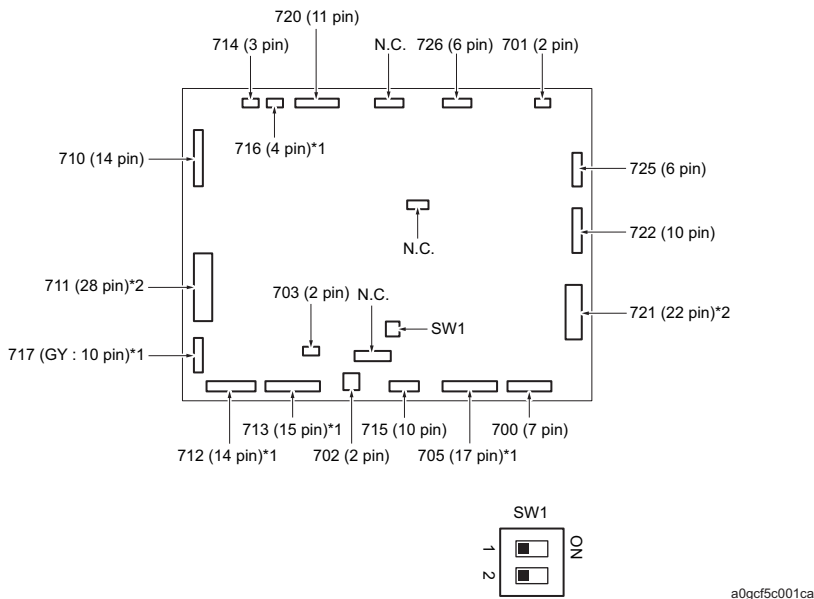 720 (11 pin)
714 (3 pin)
N.C.
726 (6 pin)
701 (2 pin)
716 (4 pin)*1
710 (14 pin)
725 (6 pin)
722 (10 pin)
N.C.
711 (28 pin)*2
703 (2 pin)
N.C.
SW1
721 (22 pin)*2
717 (GY : 10 pin)*1
713 (15 pin)*1
715 (10 pin)
700 (7 pin)
712 (14 pin)*1
702 (2 pin)
705 (17 pin)*1
SW1
1
2
ON
a0gcf5c001ca